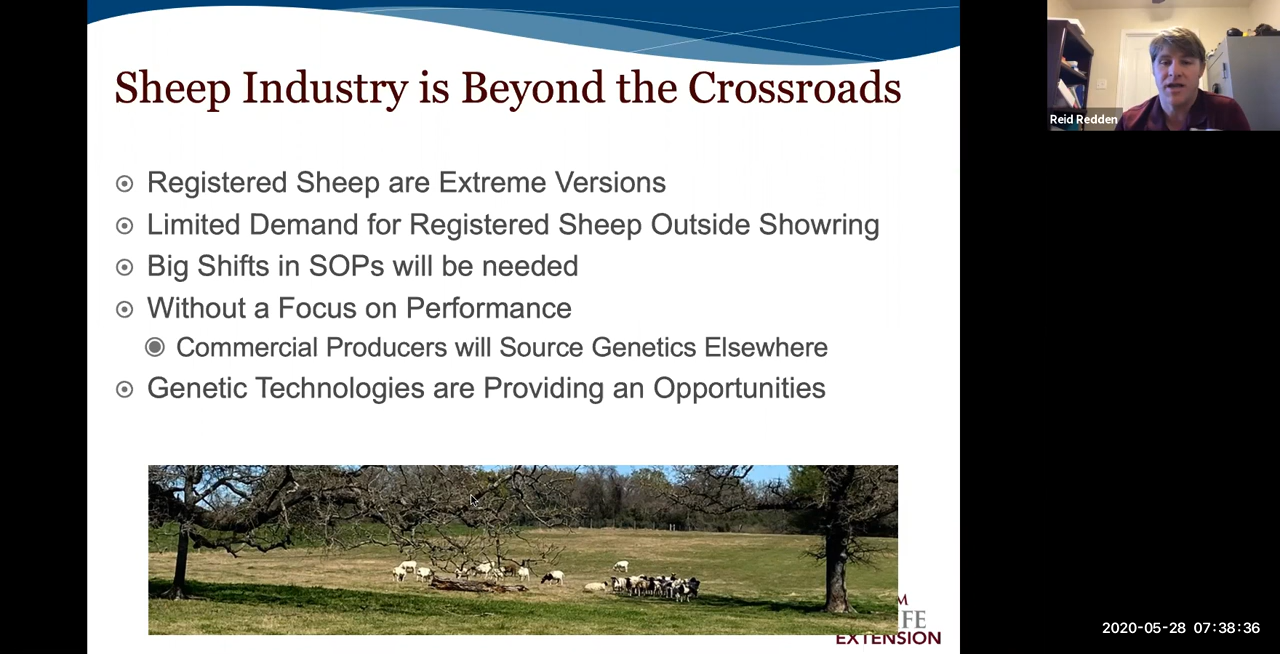 Sheep Industry is Beyond the Crossroads
Registered Sheep are Extreme Versions
Limited Demand for Registered Sheep Outside Showring
Big Shifts in SOPs will be needed
Without a Focus on Performance
Commercial Producers will Source Genetics Elsewhere
Genetic Technologies are Providing an Opportunities
M
FE
EXTENSION
Reid Redden
2020-05-28 07:38:36